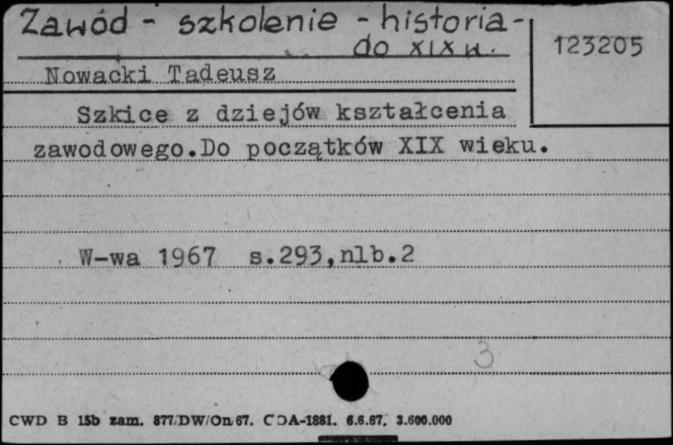 Zawód - szkolenie - historia -
do XIX w.
123205
Nowacki Tadeusz
Szkice z dziejów kształcenia
zawodowego.Do początków XIX wieku.
W-wa 1967 s.293,nlb.2
3
CWD B 15b zam. 877/DW/On/67. CDA-1881. 6.6.67. 3.600.000